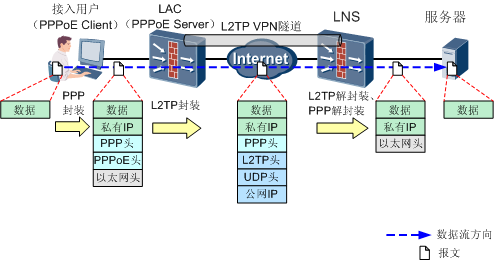 接入用户
（PPPoE Client）
LAC
（PPPoE Server）
L2TP VPN隧道
LNS
服务器
Internet
数据
PPP
封装
数据
私有IP
PPP头
PPPoE头
以太网头
L2TP封装
数据
私有IP
PPP头
L2TP头
UDP头
公网IP
L2TP解封装、
PPP解封装
数据
私有IP
以太网头
数据
数据流方向
报文